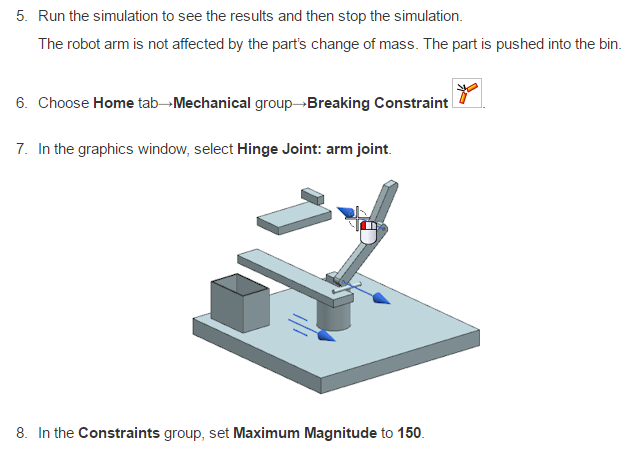 5. Run the simulation to see the results and then stop the simulation.
The robot arm is not affected by the part's change of mass. The part is pushed into the bin.
6. Choose Home tab→Mechanical group→Breaking Constraint .
7. In the graphics window, select Hinge Joint: arm joint.
8. In the Constraints group, set Maximum Magnitude to 150.